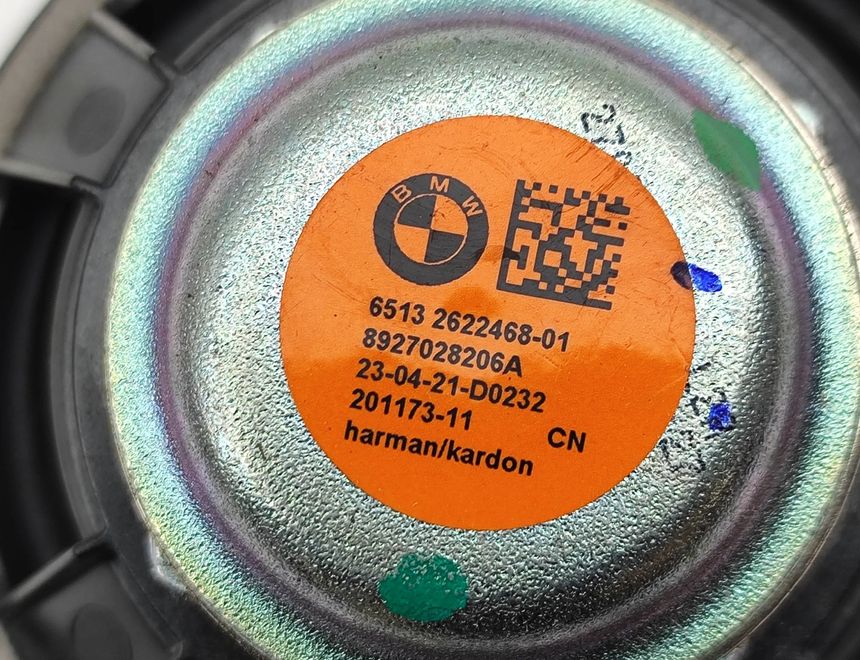 BMW
6513 2622468-01
8927028206A
23-04-21-D0232
201173-11
CN
harman/kardon